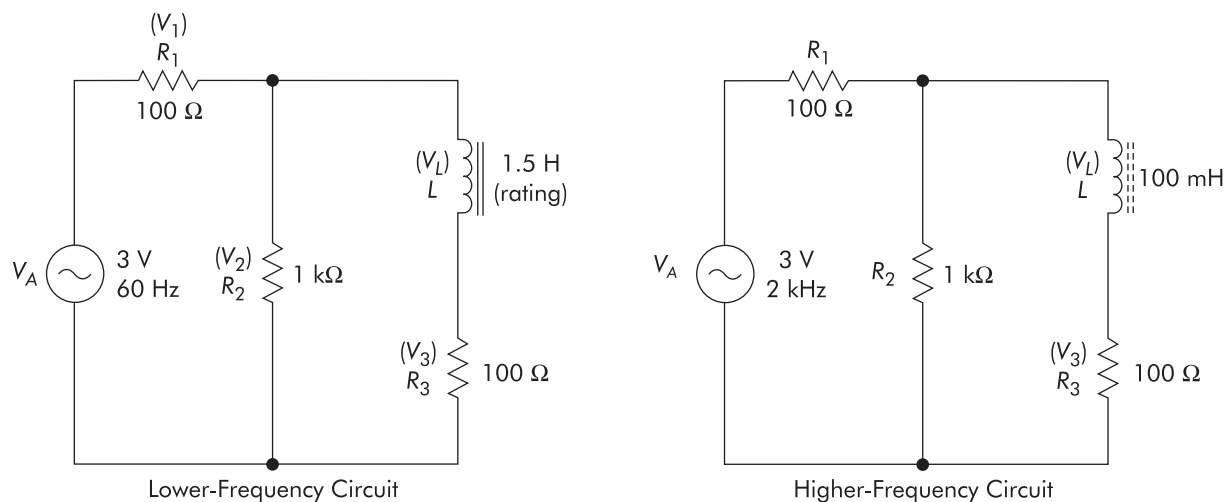 (V1)
R1
100 Ω
(VL)
L
1.5 H
(rating)
VA
3 V
60 Hz
(V2)
R2
1 kΩ
(V3)
R3
100 Ω
Lower-Frequency Circuit
R1
100 Ω
(VL)
L
100 mH
VA
3 V
2 kHz
R2
1 kΩ
(V3)
R3
100 Ω
Higher-Frequency Circuit